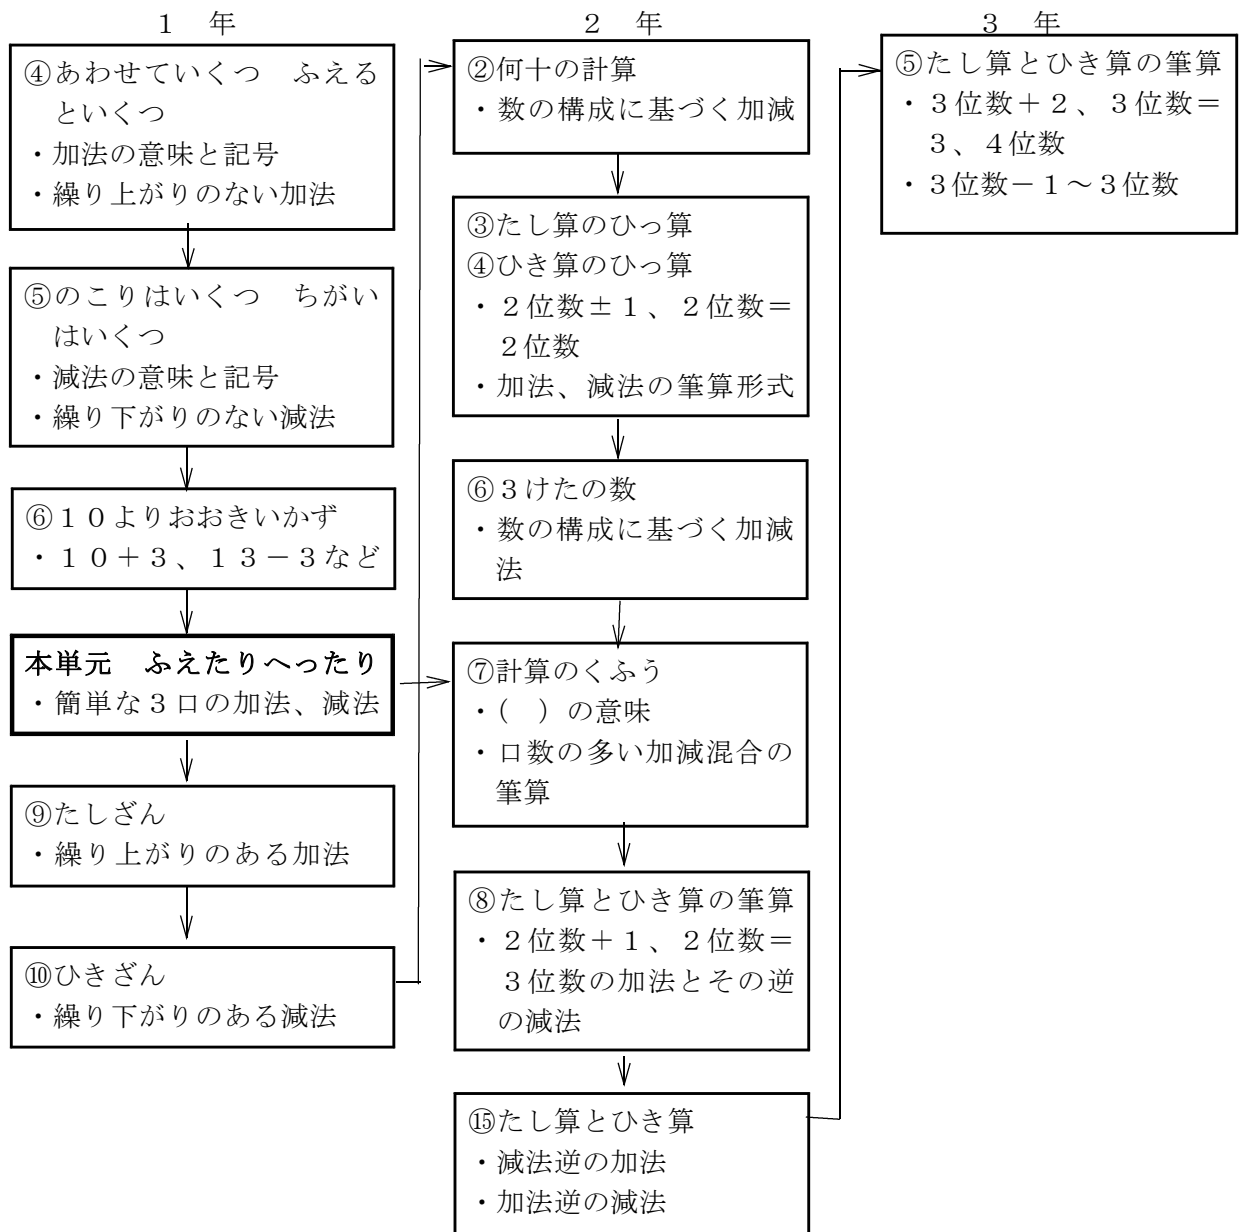 １　年
④あわせていくつ　ふえる
といくつ
・加法の意味と記号
・繰り上がりのない加法
⑤のこりはいくつ　ちがい
はいくつ
・減法の意味と記号
・繰り下がりのない減法
⑥１０よりおおきいかず
・１０＋３、１３－３など
本単元　ふえたりへったり
・簡単な３口の加法、減法
⑨たしざん
・繰り上がりのある加法
⑩ひきざん
・繰り下がりのある減法
２　年
②何十の計算
・数の構成に基づく加減
③たし算のひっ算
④ひき算のひっ算
・２位数±１、２位数＝
２位数
・加法、減法の筆算形式
⑥３けたの数
・数の構成に基づく加減
法
⑦計算のくふう
・(　）の意味
・口数の多い加減混合の
筆算
⑧たし算とひき算の筆算
・２位数＋１、２位数＝
３位数の加法とその逆
の減法
⑮たし算とひき算
・減法逆の加法
・加法逆の減法
３　年
⑤たし算とひき算の筆算
・３位数＋２、３位数＝
３、４位数
・３位数－１～３位数